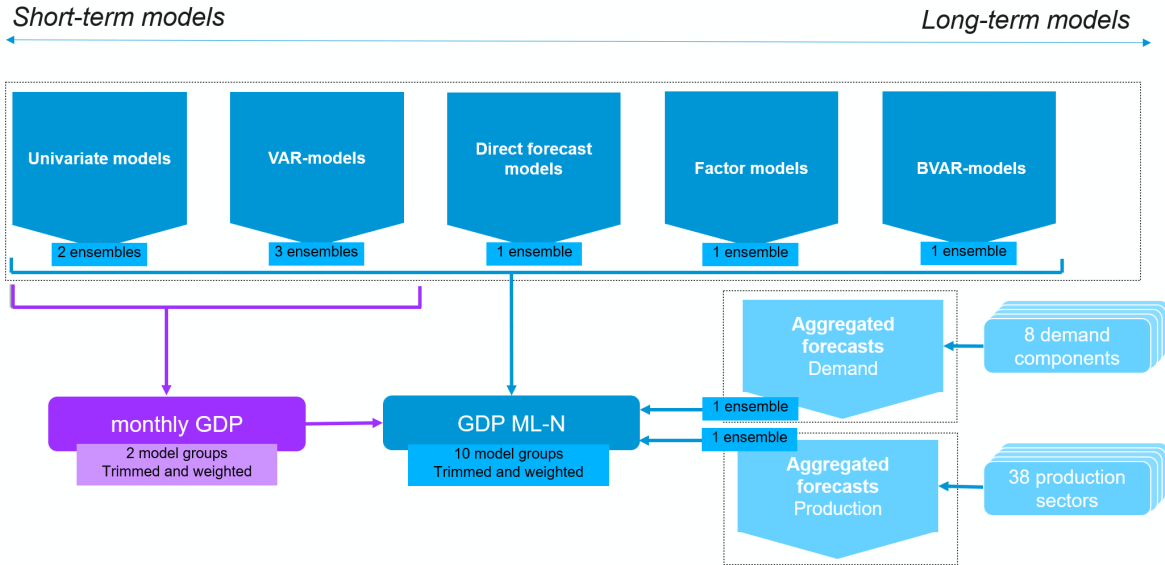 Short-term models
Long-term models
Univariate models
VAR-models
Direct forecast
models
Factor models
BVAR-models
2 ensembles
3 ensembles
1 ensemble
1 ensemble
1 ensemble
Aggregated
forecasts
Demand
8 demand
components
1 ensemble
monthly GDP
2 model groups
Trimmed and weighted
GDP ML-N
10 model groups
Trimmed and weighted
1 ensemble
Aggregated
forecasts
Production
38 production
sectors